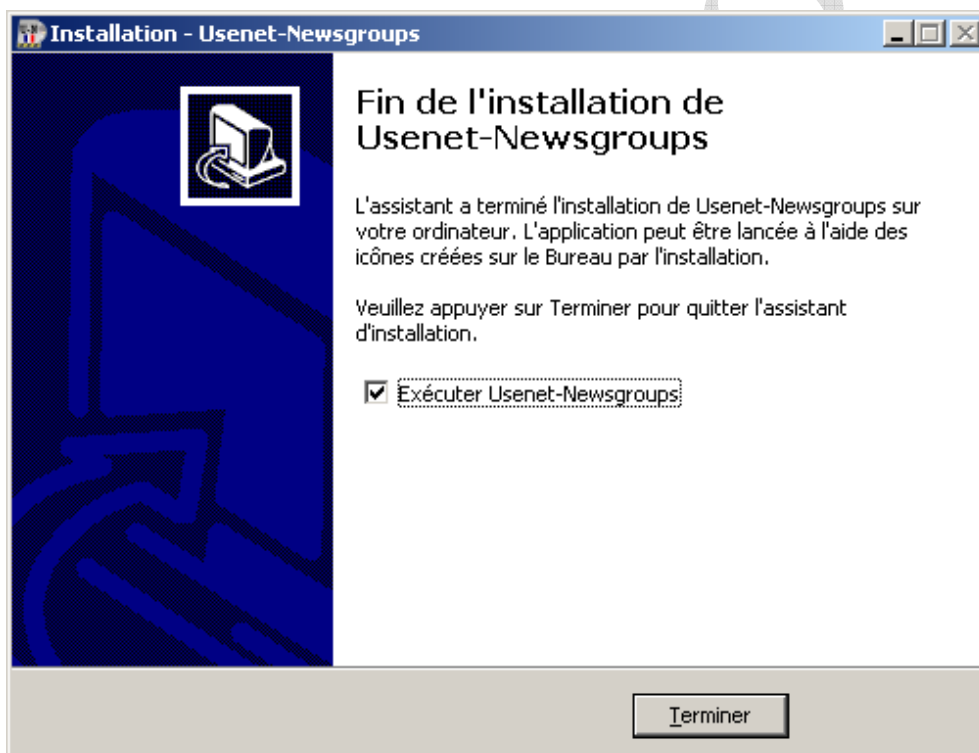 Installation - Usenet-Newsgroups
Fin de l'installation de
Usenet-Newsgroups
L'assistant a terminé l'installation de Usenet-Newsgroups sur
votre ordinateur. L'application peut être lancée à l'aide des
icônes créées sur le Bureau par l'installation.
Veuillez appuyer sur Terminer pour quitter l'assistant
d'installation.
Exécuter Usenet-Newsgroups
Terminer